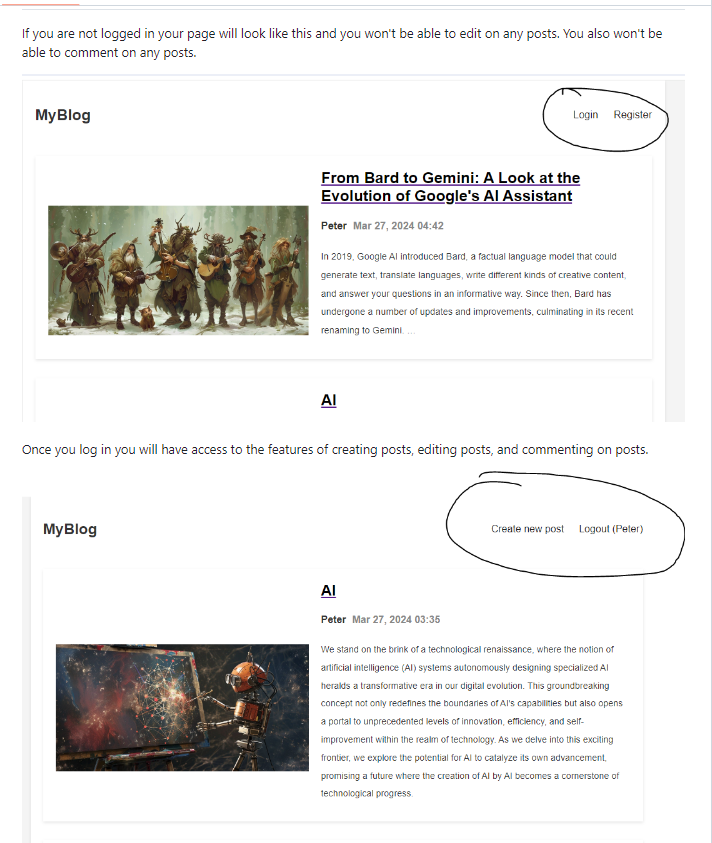 If you are not logged in your page will look like this and you won't be able to edit on any posts. You also won't be
able to comment on any posts.
MyBlog
Login Register
From Bard to Gemini: A Look at the
Evolution of Google's AI Assistant
Peter Mar 27, 2024 04:42
In 2019, Google AI introduced Bard, a factual language model that could
generate text, translate languages, write different kinds of creative content,
and answer your questions in an informative way. Since then, Bard has
undergone a number of updates and improvements, culminating in its recent
renaming to Gemini. ...
AI
Once you log in you will have access to the features of creating posts, editing posts, and commenting on posts.
MyBlog
Create new post Logout (Peter)
AI
Peter Mar 27, 2024 03:35
We stand on the brink of a technological renaissance, where the notion of
artificial intelligence (AI) systems autonomously designing specialized AI
heralds a transformative era in our digital evolution. This groundbreaking
concept not only redefines the boundaries of AI's capabilities but also opens
a portal to unprecedented levels of innovation, efficiency, and self-
improvement within the realm of technology. As we delve into this exciting
frontier, we explore the potential for AI to catalyze its own advancement,
promising a future where the creation of AI by AI becomes a cornerstone of
technological progress.